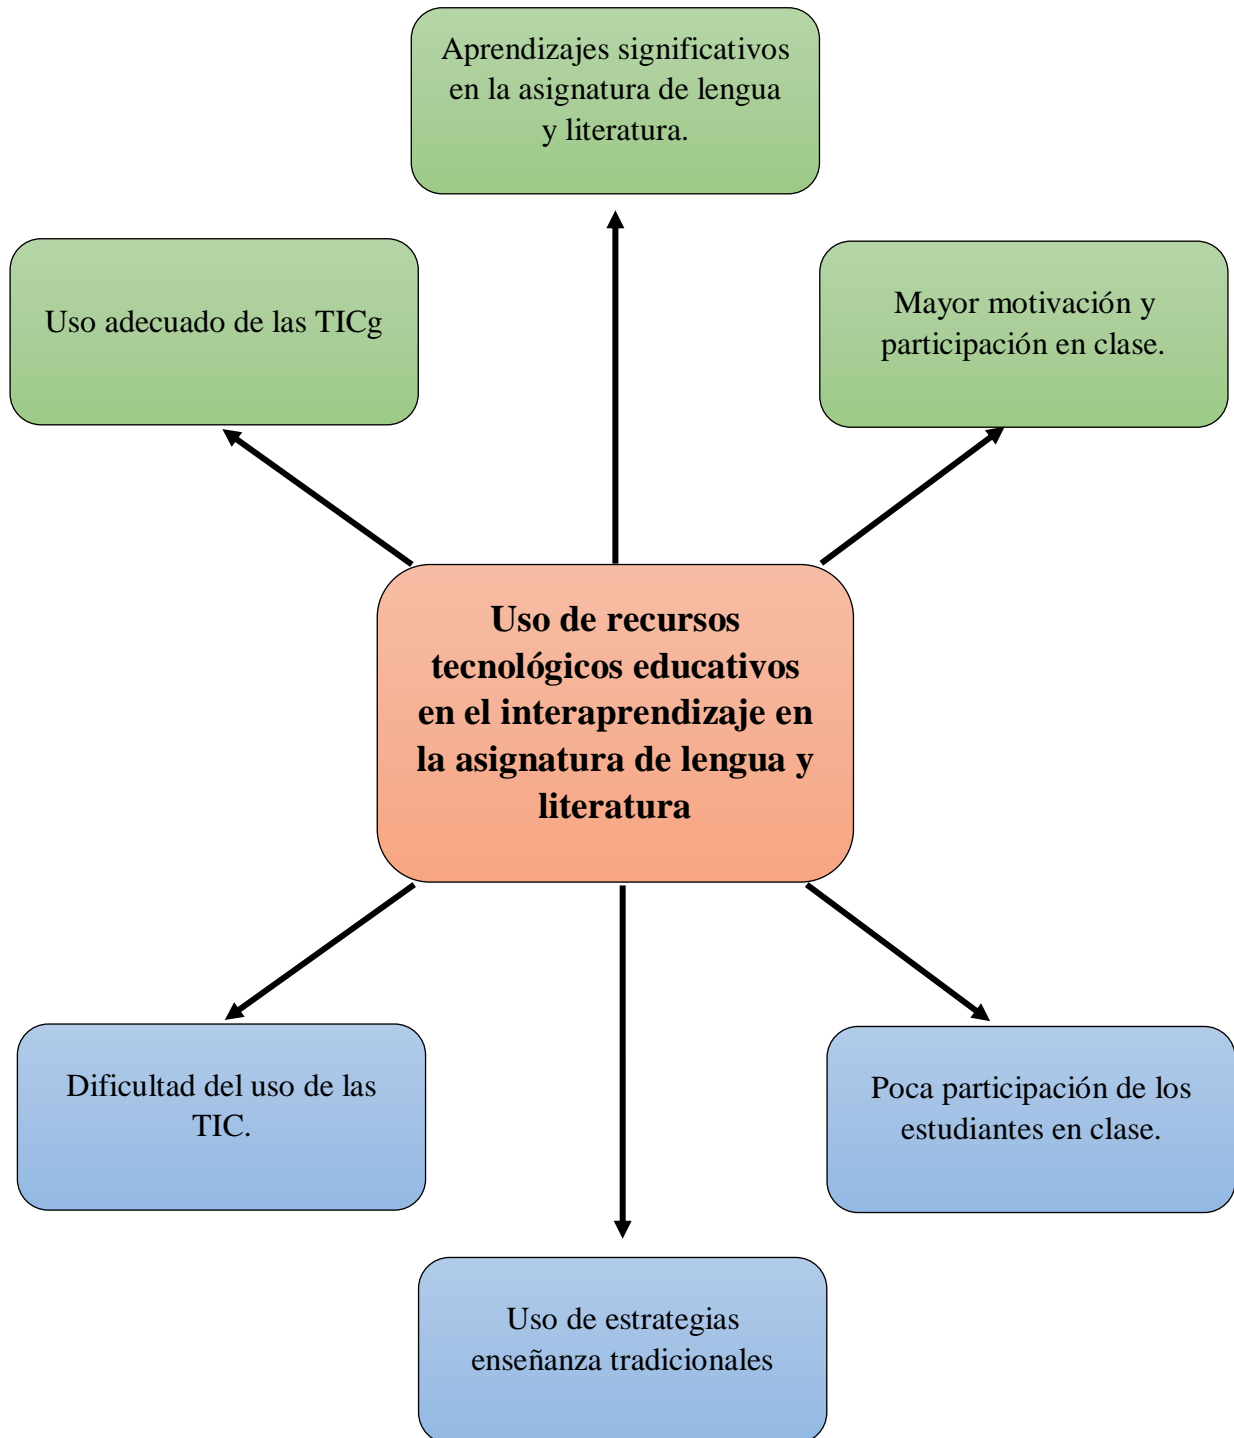 Aprendizajes significativos
en la asignatura de lengua
y literatura.
Uso adecuado de las TICg
Mayor motivación y
participación en clase.
Uso de recursos
tecnológicos educativos
en el interaprendizaje en
la asignatura de lengua y
literatura
Dificultad del uso de las
TIC.
Poca participación de los
estudiantes en clase.
Uso de estrategias
enseñanza tradicionales